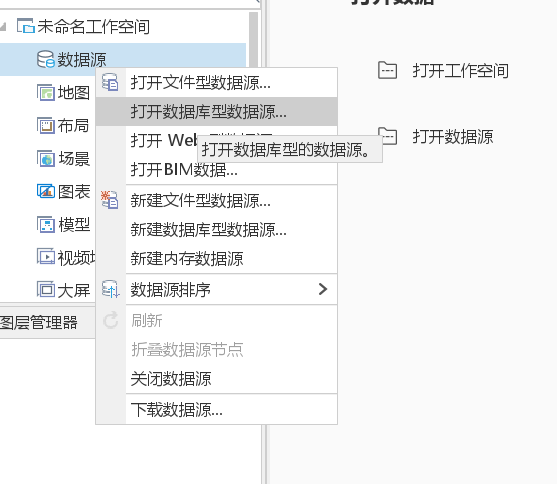 打开数据
未命名工作空间
数据源
打开工作空间
打开文件型数据源...
地图
打开数据库型数据源...
布局
打开数据源
打开 Web
打开数据库型的数据源。
场景
打开BIM数据...
图表
新建文件型数据源...
模型
新建数据库型数据源...
视频
新建内存数据源
大屏
数据源排序
图层管理器
刷新
折叠数据源节点
关闭数据源
下载数据源...